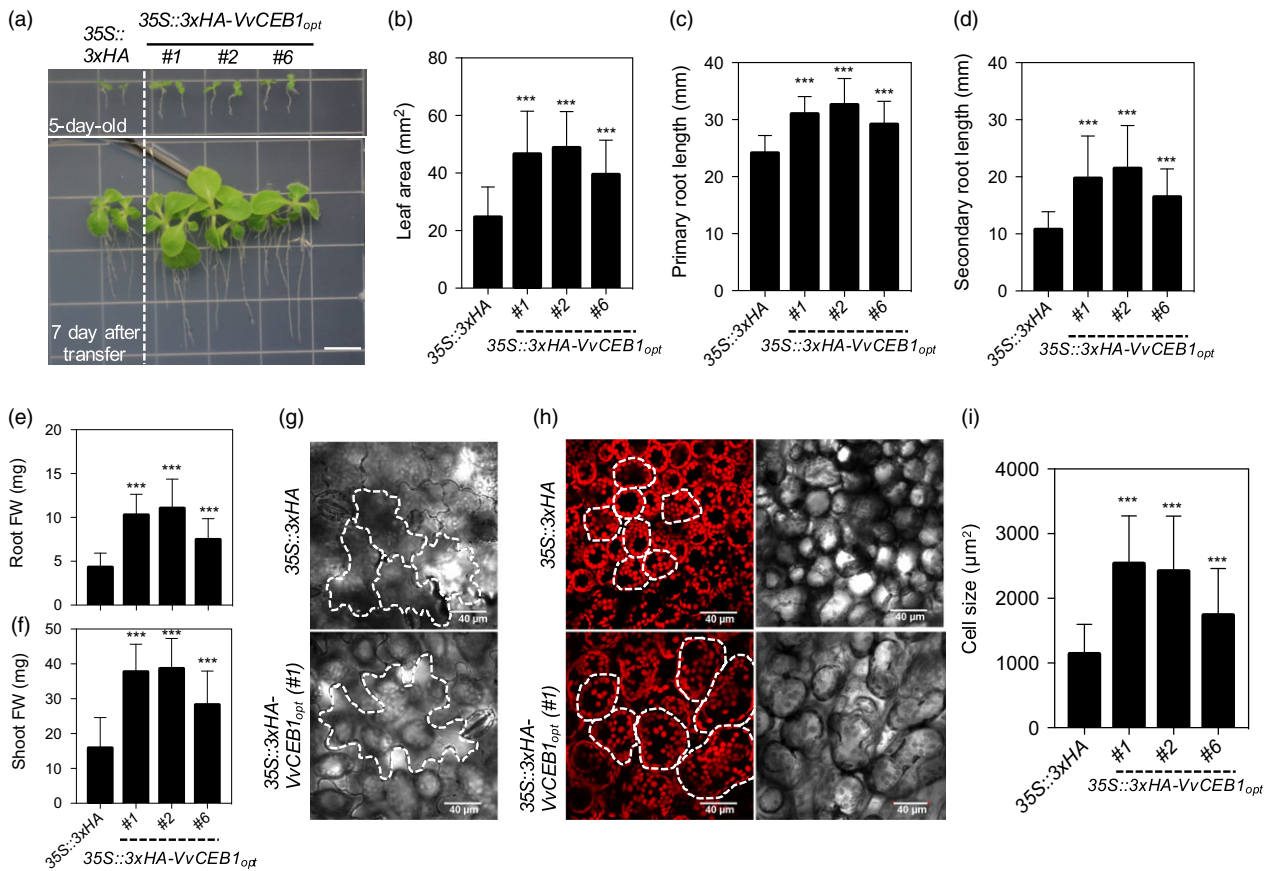 (a)
35S::
3xHA
35S::3xHA-VvCEB1opt
#1 #2 #6
5-day-old
7 day after
transfer
(b)
Leaf area (mm2)
80
60
40
20
0
***
***
***
35S::3xHA
#1
#2
#6
35S::3xHA-VvCEB1opt
(c)
Primary root length (mm)
40
30
20
10
0
***
***
***
35S::3xHA
#1
#2
#6
35S::3xHA-VvCEB1opt
(d)
Secondary root length (mm)
40
30
20
10
0
***
***
***
35S::3xHA
#1
#2
#6
35S::3xHA-VvCEB1opt
(e)
Root FW (mg)
20
15
10
5
0
***
***
***
(f)
Shoot FW (mg)
50
40
30
20
10
0
***
***
***
35S::3xHA
#1
#2
#6
35S::3xHA-VvCEB1opt
(g)
35S::3xHA
40 µm
35S::3xHA-
VvCEB1opt (#1)
40 µm
(h)
35S::3xHA
40 µm
40 µm
35S::3xHA-
VvCEB1opt (#1)
40 µm
40 µm
(i)
Cell size (µm2)
4000
3000
2000
1000
0
***
***
***
35S::3xHA
#1
#2
#6
35S::3xHA-VvCEB1opt